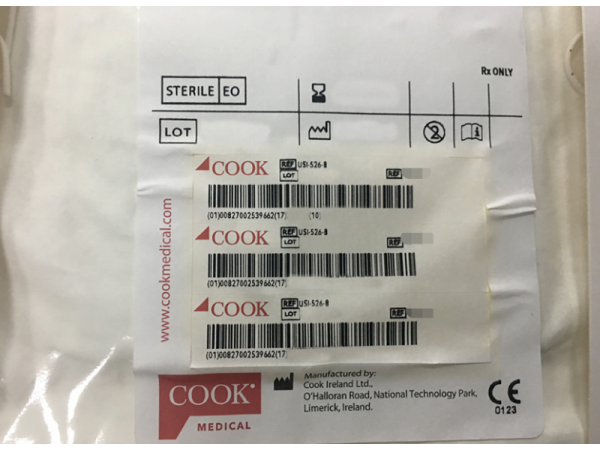 Rx ONLY
STERILE EO
LOT
COOK REF USI-526-B REF
LOT
(01)00827002539662(17) (10)
COOK REF USI-526-B REF
LOT
(01)00827002539662(17)
COOK REF USI-526-B REF
LOT
(01)00827002539662(17)
www.cookmedical.com
COOK
MEDICAL
Manufactured by:
Cook Ireland Ltd.,
O'Halloran Road, National Technology Park,
Limerick, Ireland.
CE
0123